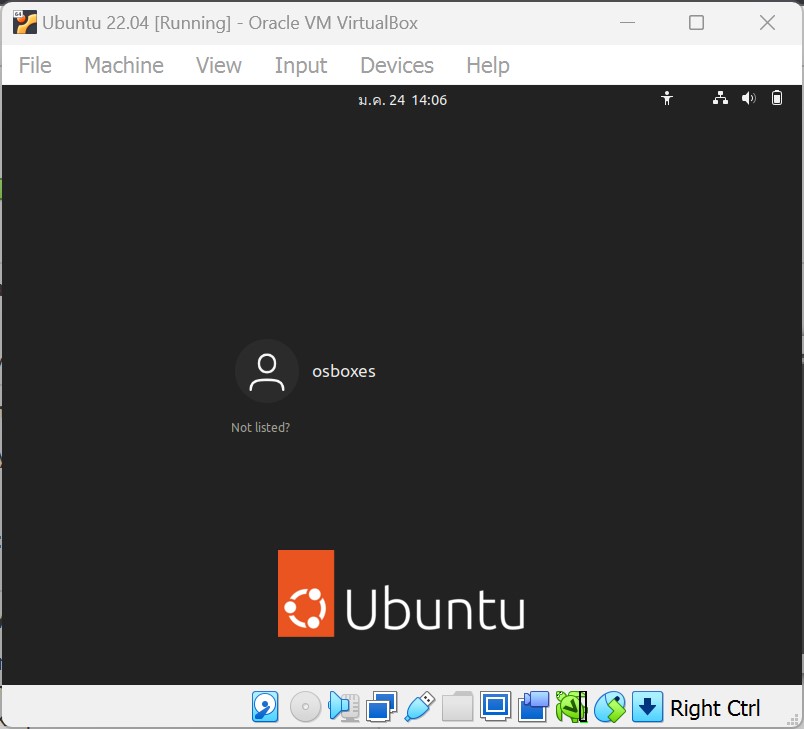 Ubuntu 22.04 [Running] - Oracle VM VirtualBox
File Machine View Input Devices Help
ม.ค. 24 14:06
osboxes
Not listed?
Ubuntu
Right Ctrl